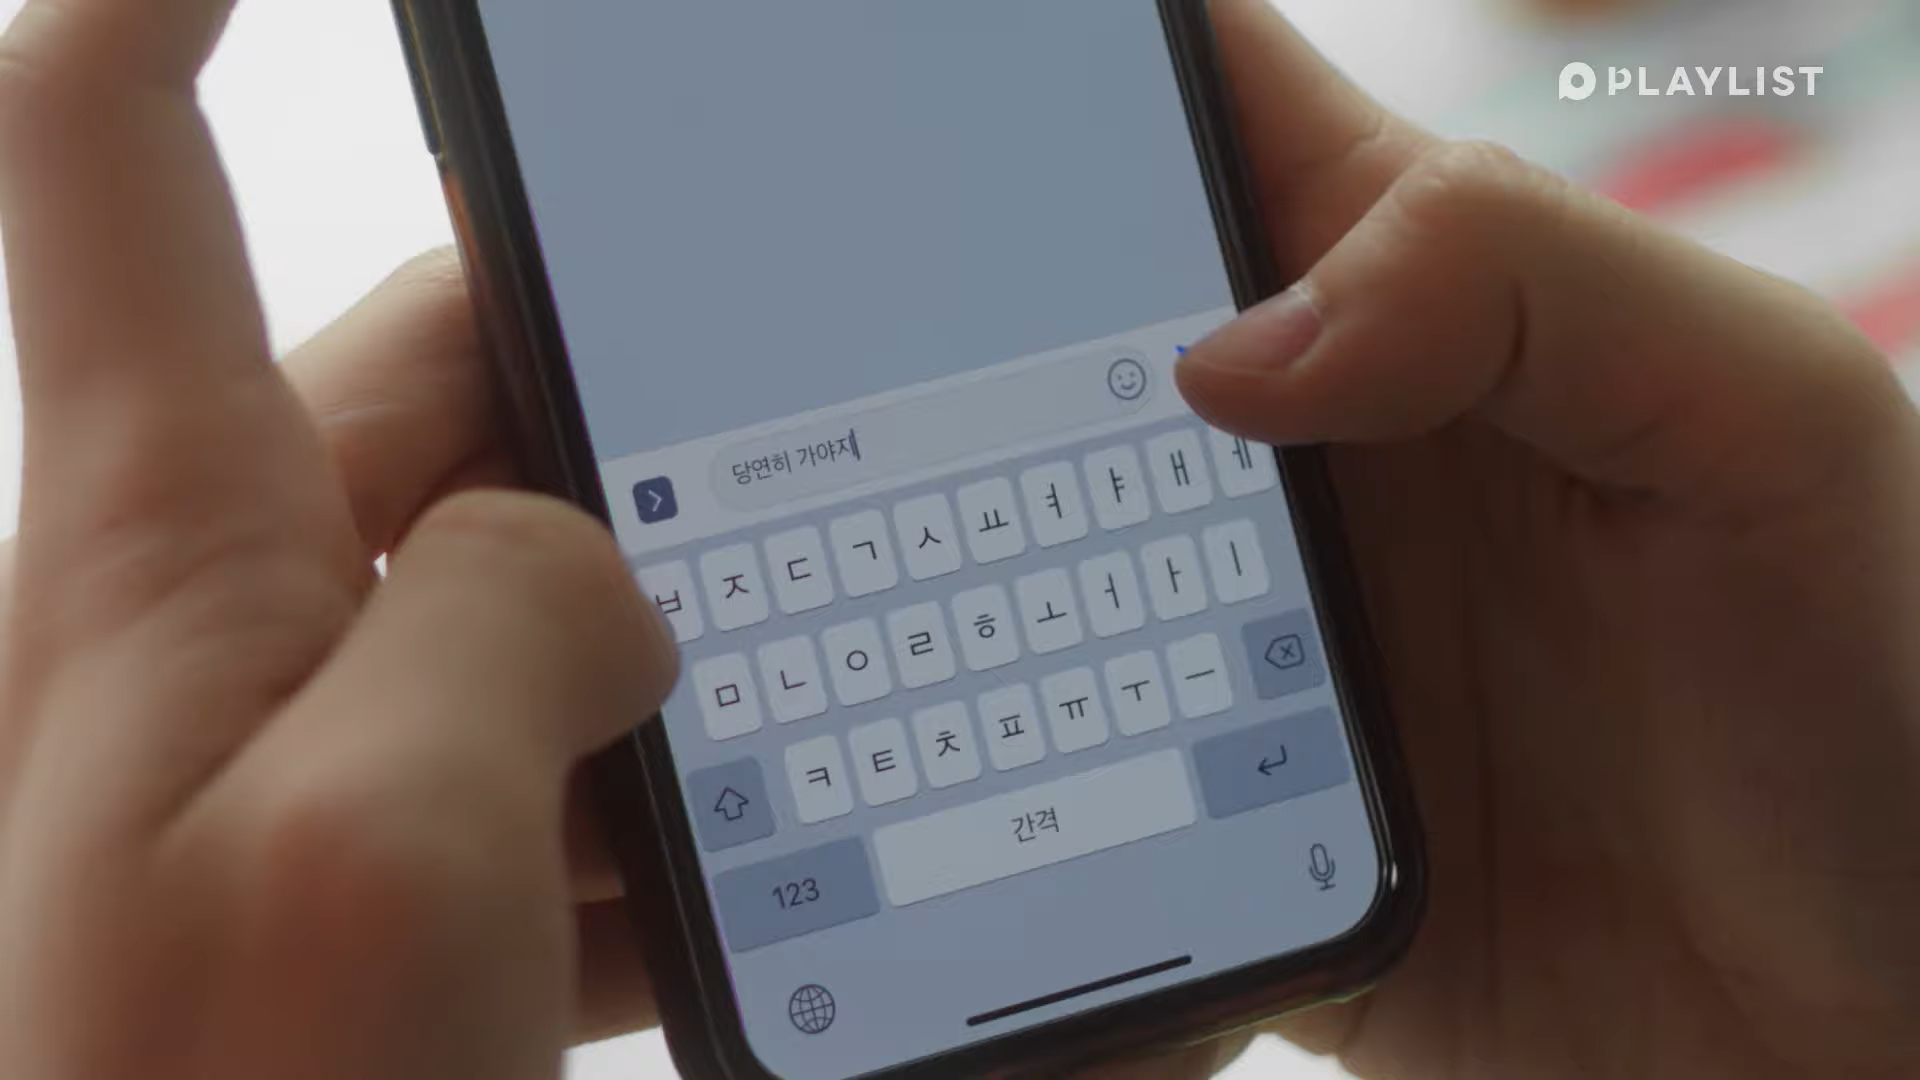 PLAYLIST
당연히 가야지
ㅂ ㅈ ㄷ ㄱ ㅅ ㅛ ㅕ ㅑ ㅐ ㅔ
ㅁ ㄴ ㅇ ㄹ ㅎ ㅗ ㅓ ㅏ ㅣ
ㅋ ㅌ ㅊ ㅍ ㅠ ㅜ ㅡ
123 간격